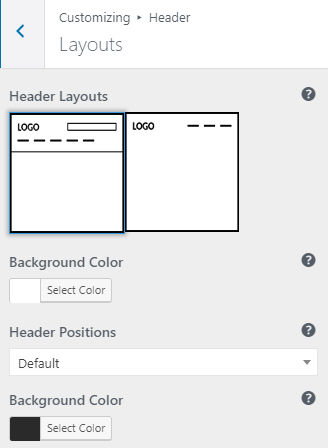 Customizing ▸ Header
Layouts
Header Layouts ?
LOGO LOGO
Background Color ?
Select Color
Header Positions ?
Default
Background Color ?
Select Color